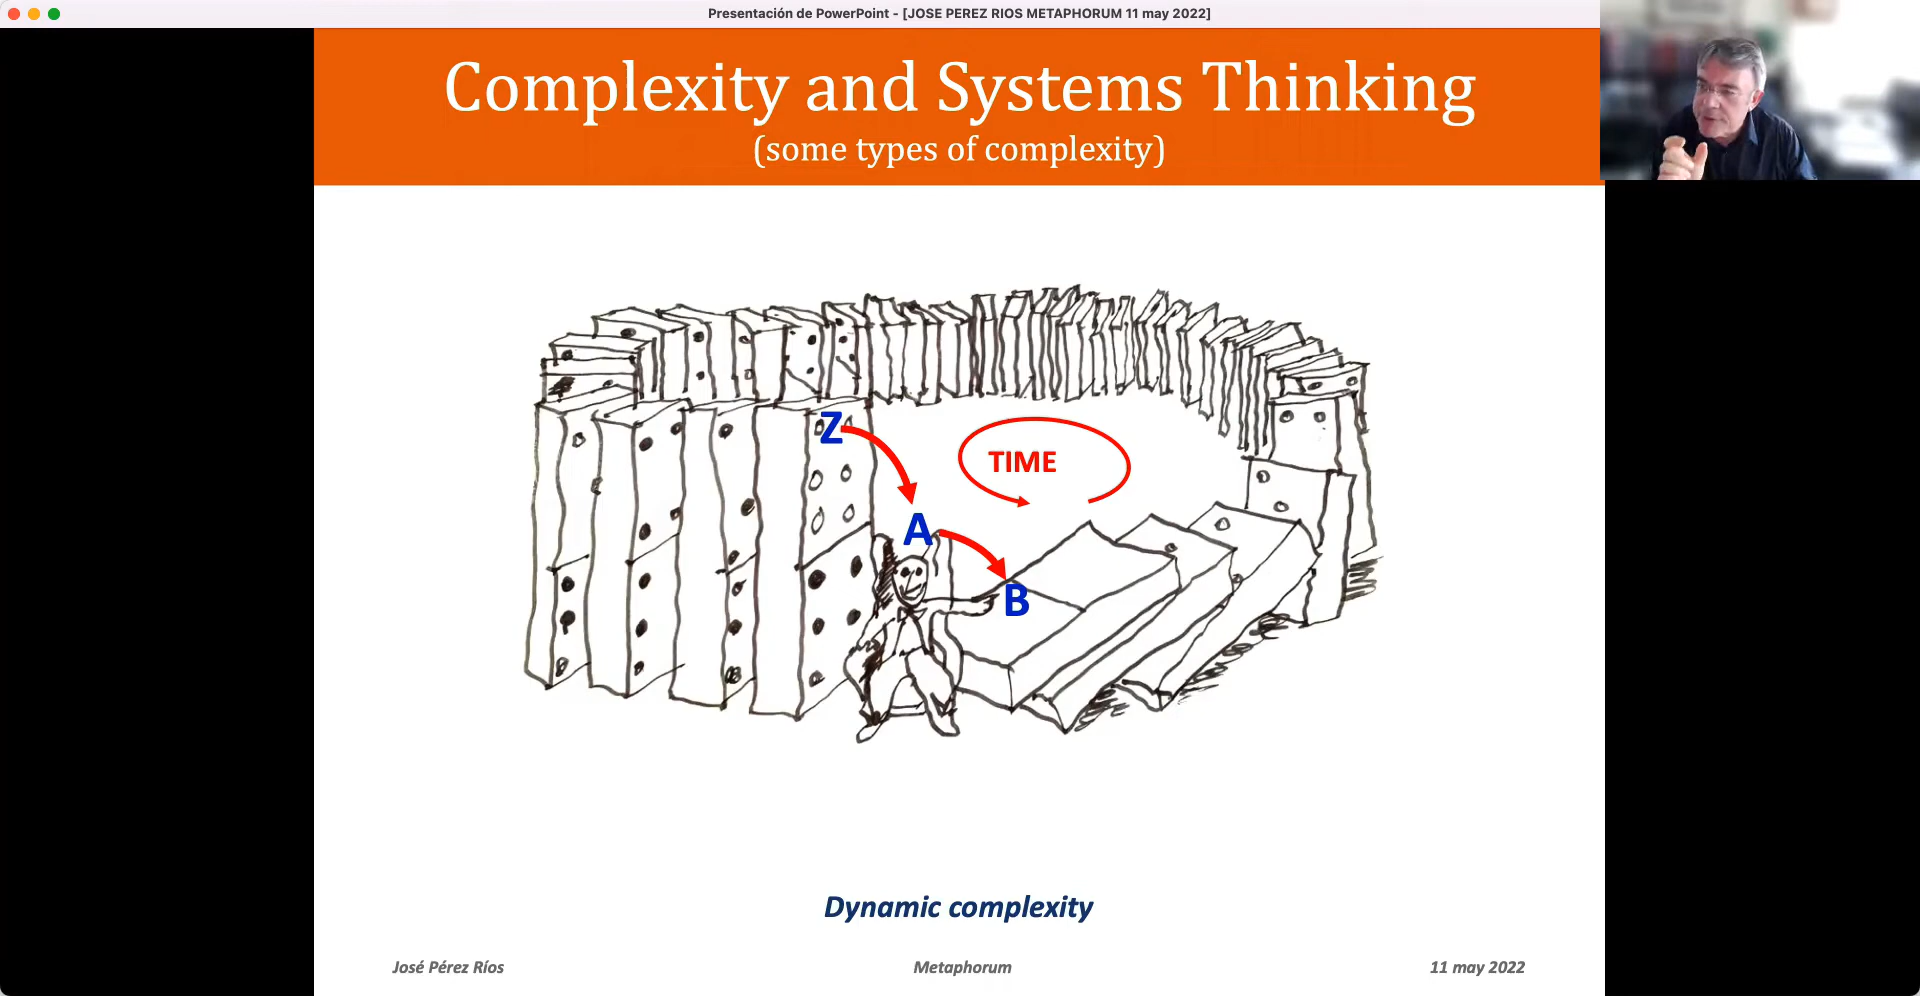 Presentación de PowerPoint - [JOSE PEREZ RIOS METAPHORUM 11 may 2022]
Complexity and Systems Thinking
(some types of complexity)
Z
TIME
A
B
Dynamic complexity
José Pérez Ríos
Metaphorum
11 may 2022